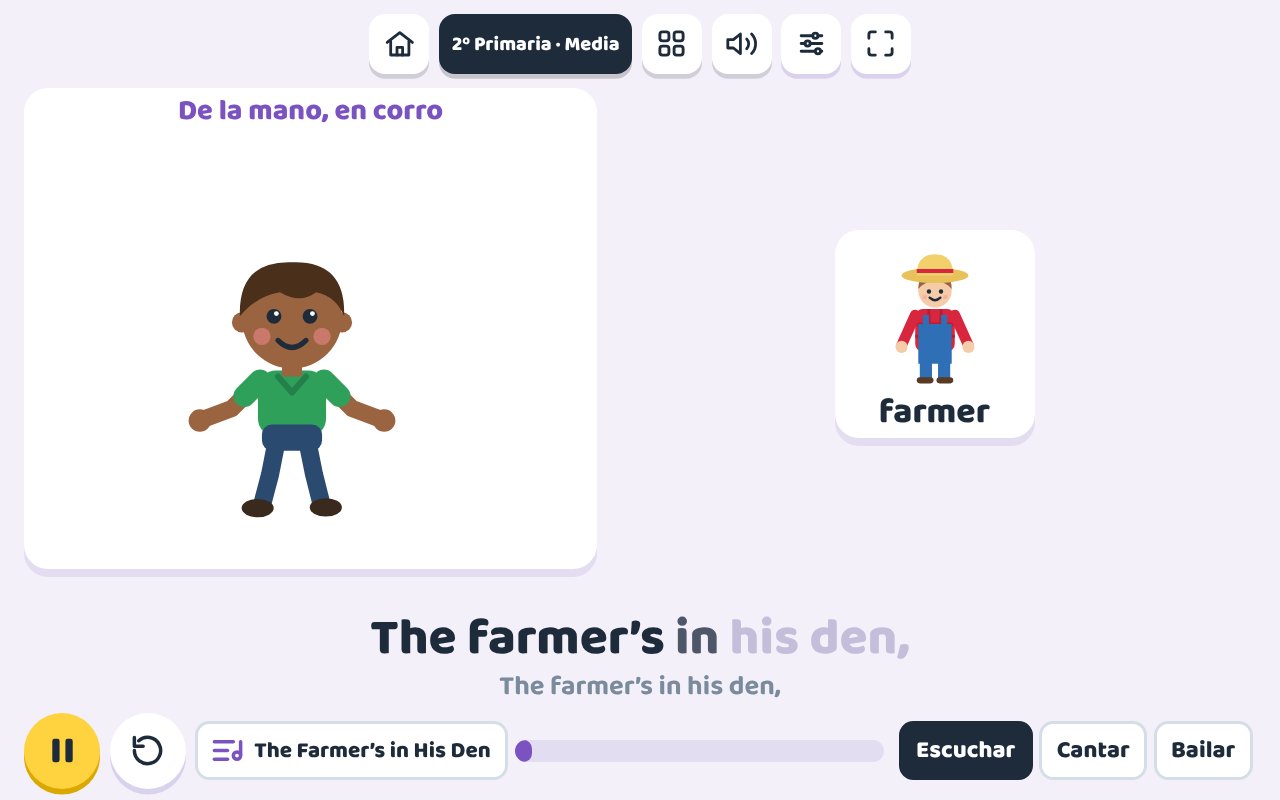 2º Primaria · Media
De la mano, en corro
farmer
The farmer’s in his den,
The farmer’s in his den,
The Farmer’s in His Den
Escuchar
Cantar
Bailar